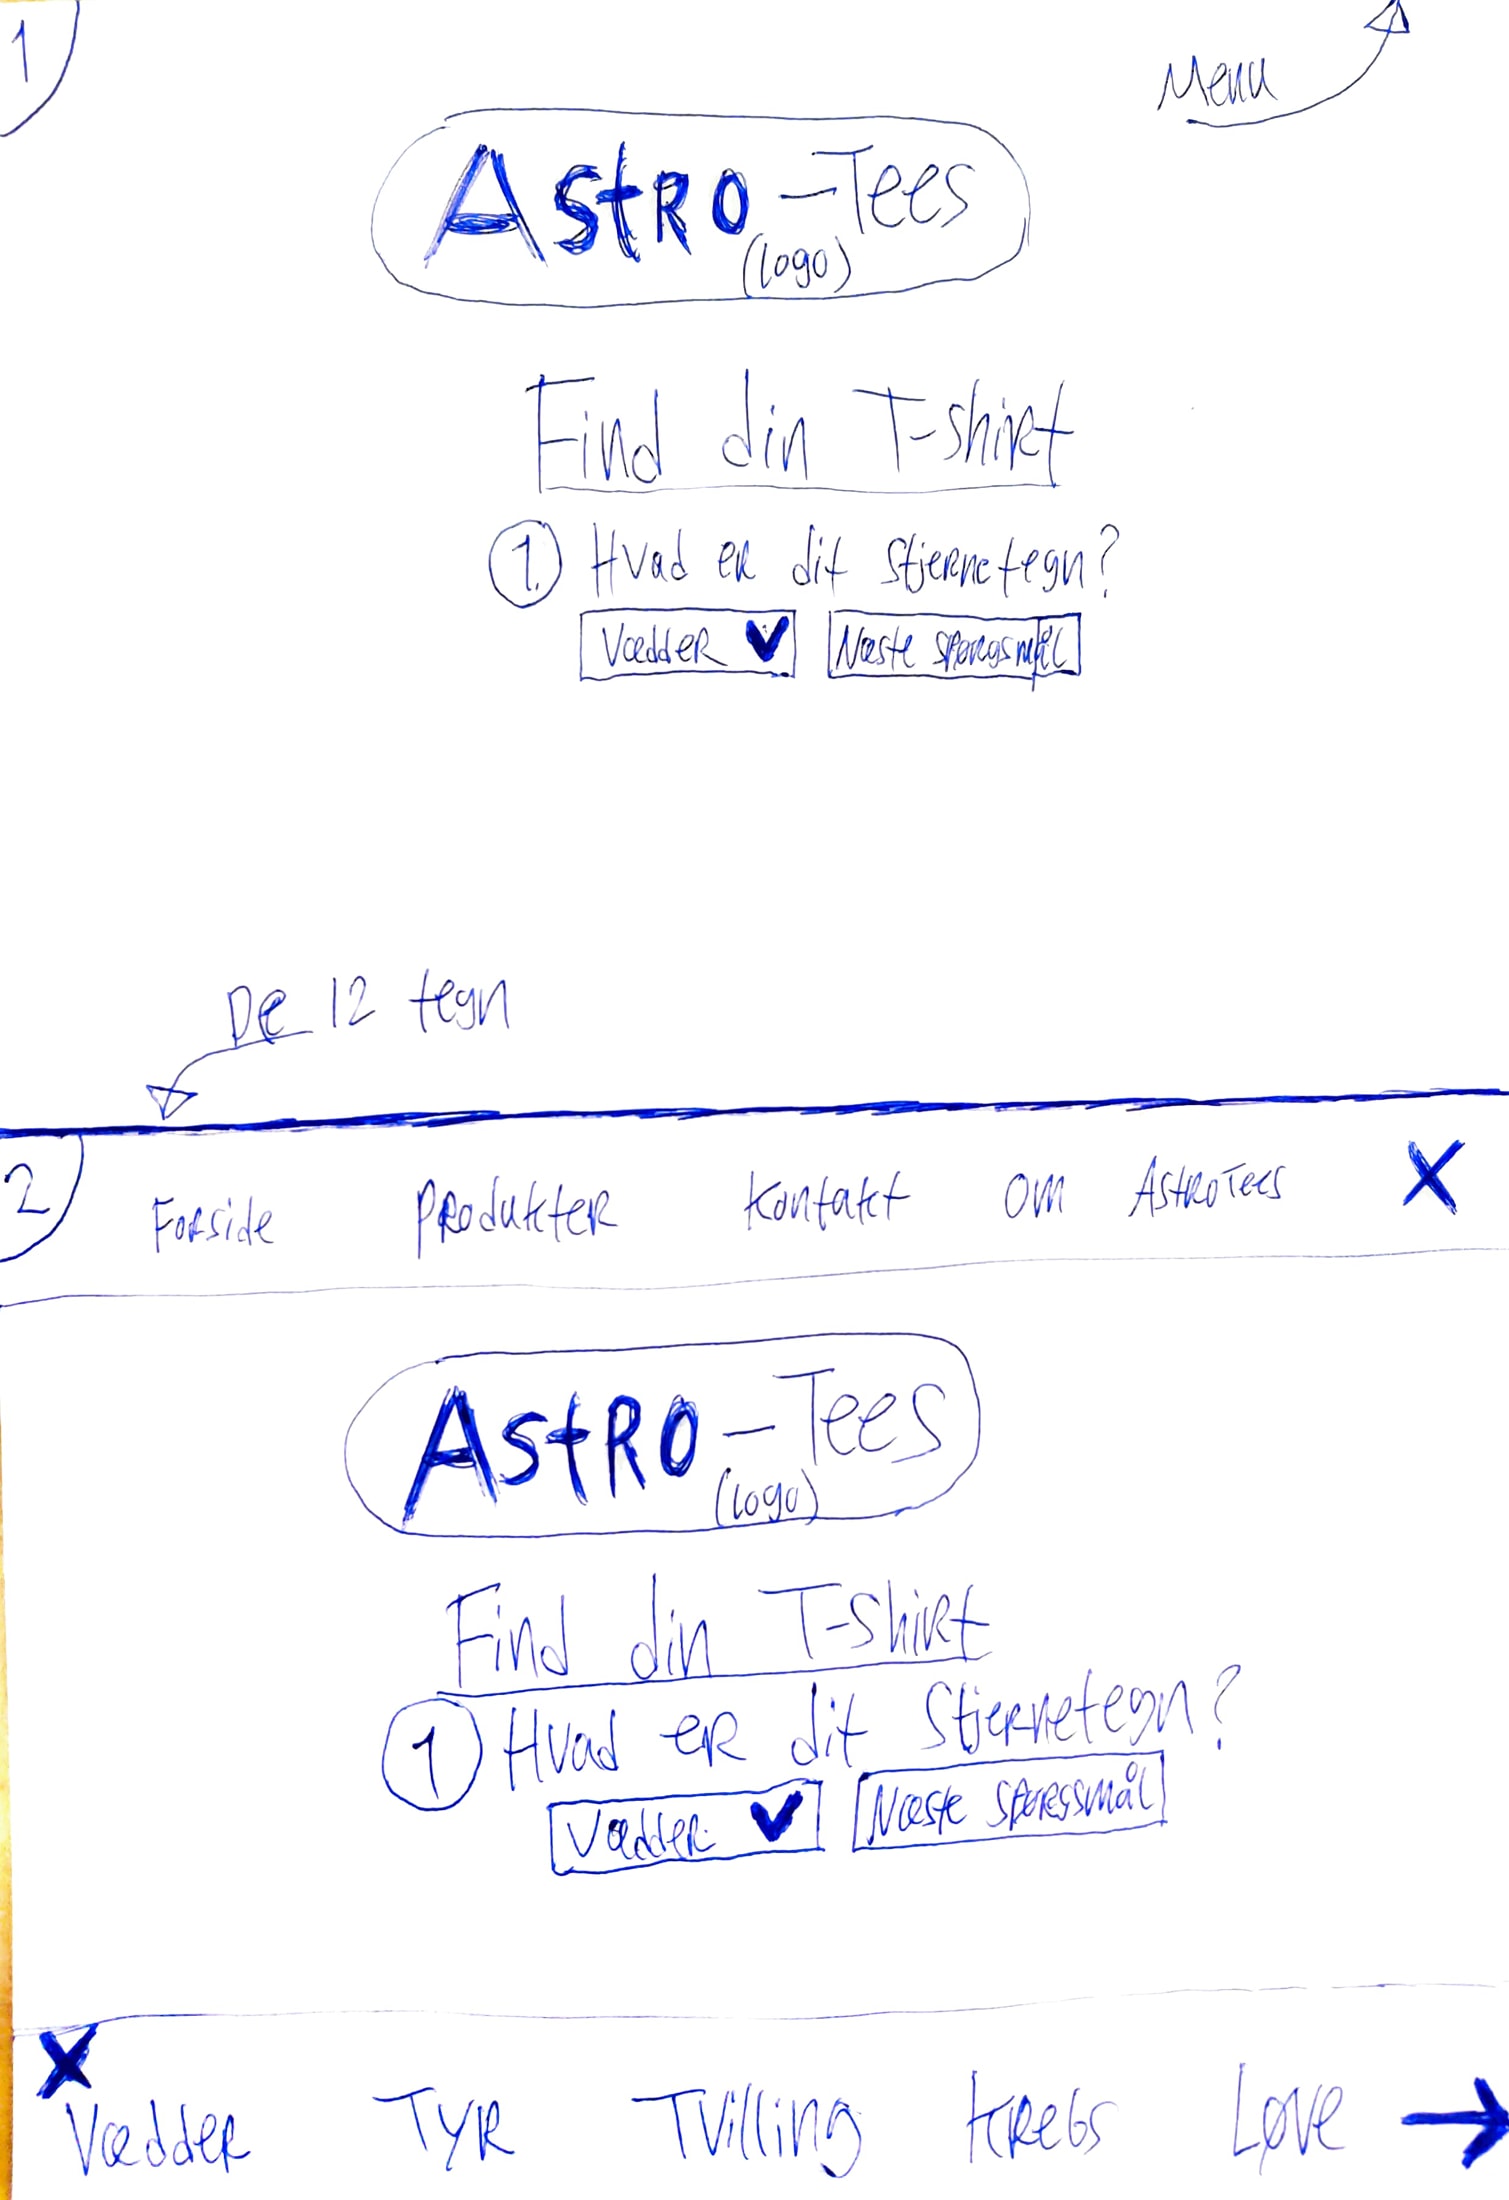 1
Menu
Astro-Tees
(logo)
Find din T-shirt
1. Hvad er dit stjernetegn?
Vædder Næste spørgsmål
De 12 tegn
2
Forside Produkter Kontakt Om AstroTees X
Astro-Tees
(logo)
Find din T-shirt
1 Hvad er dit stjernetegn?
Vædder Næste spørgsmål
X
Vædder Tyr Tvilling Krebs Løve →